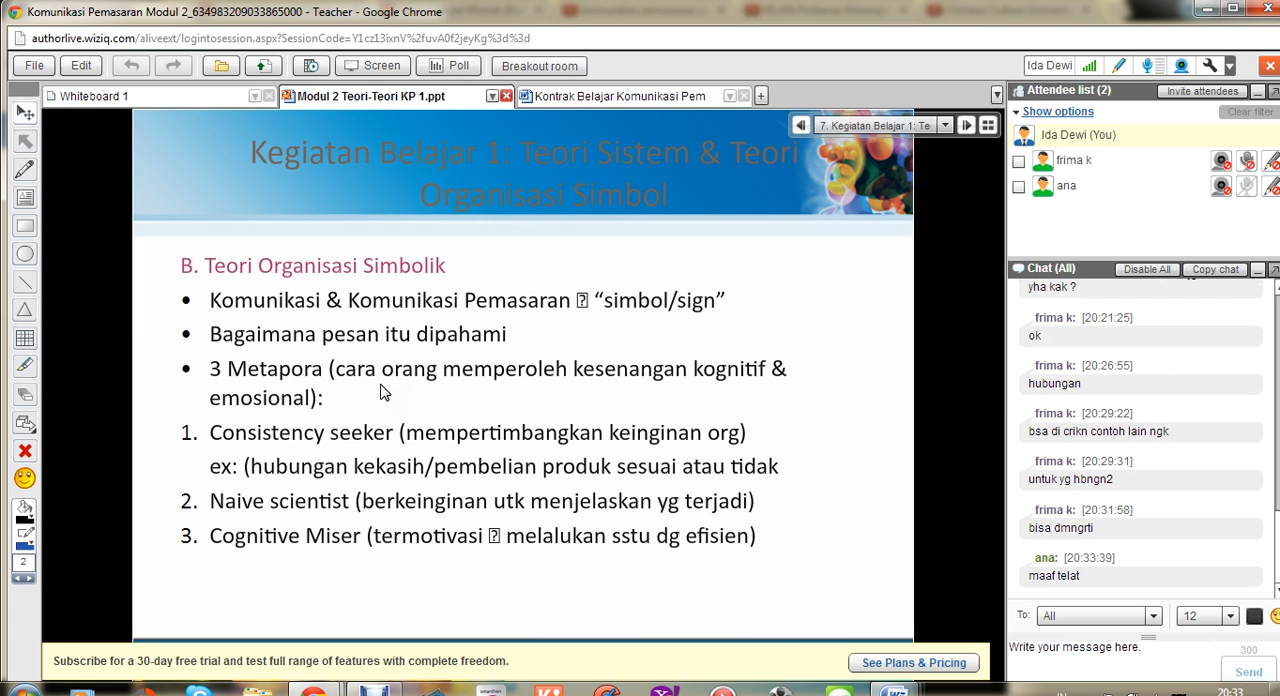 Komunikasi Pemasaran Modul 2_634983209033865000 - Teacher - Google Chrome
authorlive.wiziq.com/aliveext/logintosession.aspx?SessionCode=Y1cz13ixnV%2fuvA0f2jeyKg%3d%3d
File Edit Screen Poll Breakout room Ida Dewi
Whiteboard 1 Modul 2 Teori-Teori KP 1.ppt Kontrak Belajar Komunikasi Pem
7. Kegiatan Belajar 1: Te
Kegiatan Belajar 1: Teori Sistem & Teori
Organisasi Simbol
B. Teori Organisasi Simbolik
• Komunikasi & Komunikasi Pemasaran “simbol/sign”
• Bagaimana pesan itu dipahami
• 3 Metapora (cara orang memperoleh kesenangan kognitif &
emosional):
1. Consistency seeker (mempertimbangkan keinginan org)
ex: (hubungan kekasih/pembelian produk sesuai atau tidak
2. Naive scientist (berkeinginan utk menjelaskan yg terjadi)
3. Cognitive Miser (termotivasi melalukan sstu dg efisien)
2
Subscribe for a 30-day free trial and test full range of features with complete freedom.
See Plans & Pricing
Attendee list (2) Invite attendees
Show options Clear filter
Ida Dewi (You)
frima k
ana
Chat (All) Disable All Copy chat
yha kak ?
frima k: [20:21:25]
ok
frima k: [20:26:55]
hubungan
frima k: [20:29:22]
bsa di crikn contoh lain ngk
frima k: [20:29:31]
untuk yg hbngn2
frima k: [20:31:58]
bisa dmngrti
ana: [20:33:39]
maaf telat
To: All 12
Write your message here.
300
Send
20:33